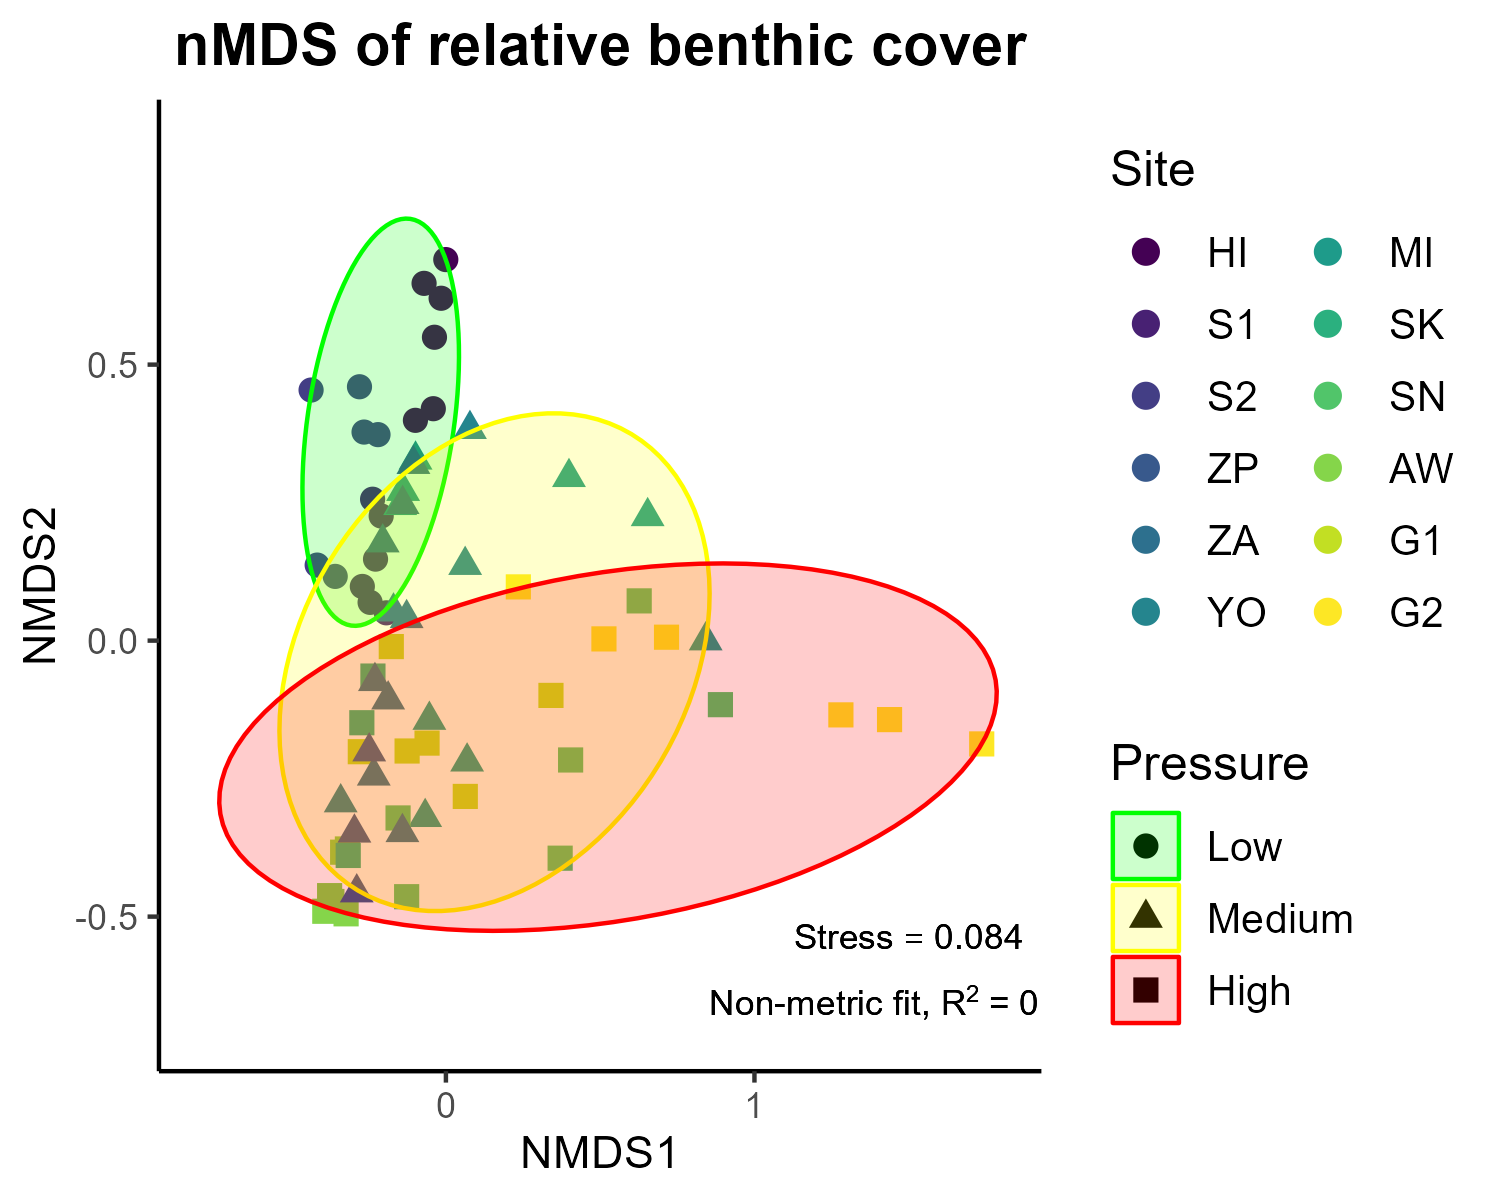 nMDS of relative benthic cover
NMDS2
0.5
0.0
-0.5
Stress = 0.084
Non-metric fit, R² = 0
0 1
NMDS1
Site
HI MI
S1 SK
S2 SN
ZP AW
ZA G1
YO G2
Pressure
Low
Medium
High